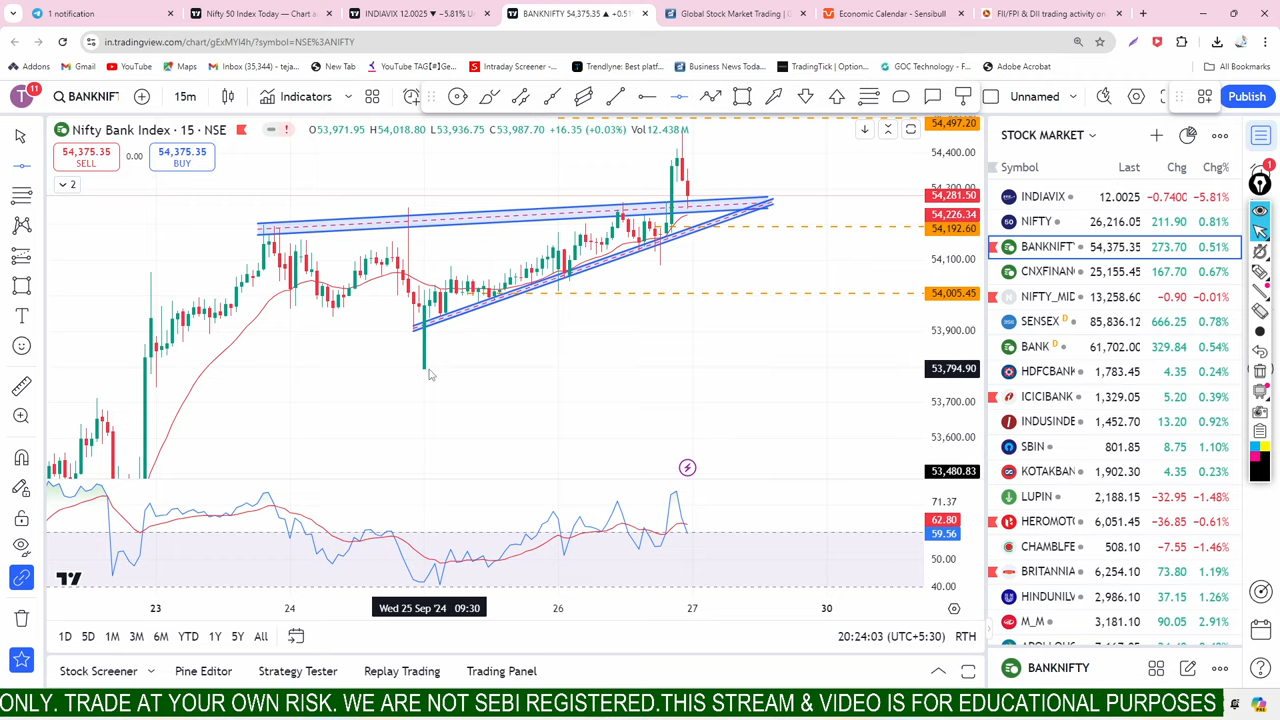 1 notification
Nifty 50 Index Today — Chart a
INDIAVIX 12.0025 ▼ −5.81% U
BANKNIFTY 54,375.35 ▲ +0.5
Global Stock Market Trading | G
Economic Calendar - Sensibull
FII/FPI & DII trading activity on
in.tradingview.com/chart/gExMYI4h/?symbol=NSE%3ANIFTY
Addons
Gmail
YouTube
Maps
Inbox (35,344) - teja...
New Tab
YouTube TAG【★】Ge...
Intraday Screener -...
Trendlyne: Best platf...
Business News Toda...
TradingTick | Option...
GOC Technology - F...
Adobe Acrobat
All Bookmarks
T
11
BANKNIFT
15m
Indicators
Unnamed
Publish
Nifty Bank Index · 15 · NSE
O53,971.95 H54,018.80 L53,936.75 C53,987.70 +16.35 (+0.03%) Vol12.438M
54,375.35
SELL
0.00
54,375.35
BUY
2
54,497.20
54,400.00
54,281.50
54,226.34
54,192.60
54,100.00
54,005.45
53,900.00
53,794.90
53,700.00
53,600.00
53,480.83
71.37
62.80
59.56
50.00
40.00
23
24
Wed 25 Sep '24 09:30
26
27
30
1D 5D 1M 3M 6M YTD 1Y 5Y All
20:24:03 (UTC+5:30) RTH
Stock Screener
Pine Editor
Strategy Tester
Replay Trading
Trading Panel
STOCK MARKET
Symbol Last Chg Chg%
INDIAVIX 12.0025 −0.7400 −5.81%
NIFTY 26,216.05 211.90 0.81%
BANKNIFTY 54,375.35 273.70 0.51%
CNXFINAN 25,155.45 167.70 0.67%
NIFTY_MID 13,258.60 −0.90 −0.01%
SENSEX D 85,836.12 666.25 0.78%
BANK D 61,702.00 329.84 0.54%
HDFCBANK 1,783.45 4.35 0.24%
ICICIBANK 1,329.05 5.20 0.39%
INDUSINDE 1,452.70 13.20 0.92%
SBIN 801.85 8.75 1.10%
KOTAKBAN 1,902.30 4.35 0.23%
LUPIN 2,188.15 −32.95 −1.48%
HEROMOTO 6,051.45 −36.85 −0.61%
CHAMBLFE 508.10 −7.55 −1.46%
BRITANNIA 6,254.10 73.80 1.19%
HINDUNILV 2,986.10 37.15 1.26%
M_M 3,181.10 90.05 2.91%
BANKNIFTY
1
ONLY. TRADE AT YOUR OWN RISK. WE ARE NOT SEBI REGISTERED.THIS STREAM & VIDEO IS FOR EDUCATIONAL PURPOSES